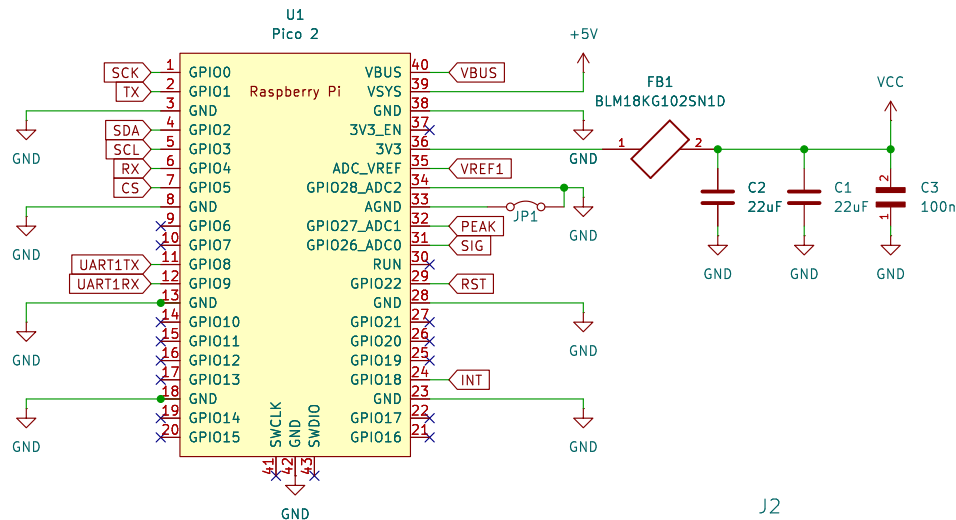 U1
Pico 2
Raspberry Pi
SCK 1 GPIO0
TX 2 GPIO1
3 GND
GND
SDA 4 GPIO2
SCL 5 GPIO3
RX 6 GPIO4
CS 7 GPIO5
8 GND
GND
9 GPIO6
10 GPIO7
UART1TX 11 GPIO8
UART1RX 12 GPIO9
13 GND
GND
14 GPIO10
15 GPIO11
16 GPIO12
17 GPIO13
18 GND
GND
19 GPIO14
20 GPIO15
VBUS 40 VBUS
VSYS 39
+5V
GND 38
GND
3V3_EN 37
3V3 36
ADC_VREF 35 VREF1
GPIO28_ADC2 34
AGND 33
JP1
GND
GPIO27_ADC1 32 PEAK
GPIO26_ADC0 31 SIG
RUN 30
GPIO22 29 RST
GND 28
GND
GPIO21 27
GPIO20 26
GPIO19 25
GPIO18 24 INT
GND 23
GND
GPIO17 22
GPIO16 21
SWCLK 41
GND 42
SWDIO 43
GND
FB1
BLM18KG102SN1D
1 2
VCC
C2
22uF
GND
C1
22uF
GND
2
C3
100n
1
GND
J2